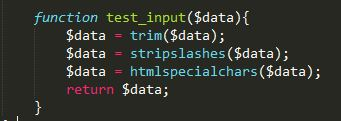 function test_input($data){
$data = trim($data);
$data = stripslashes($data);
$data = htmlspecialchars($data);
return $data;
}